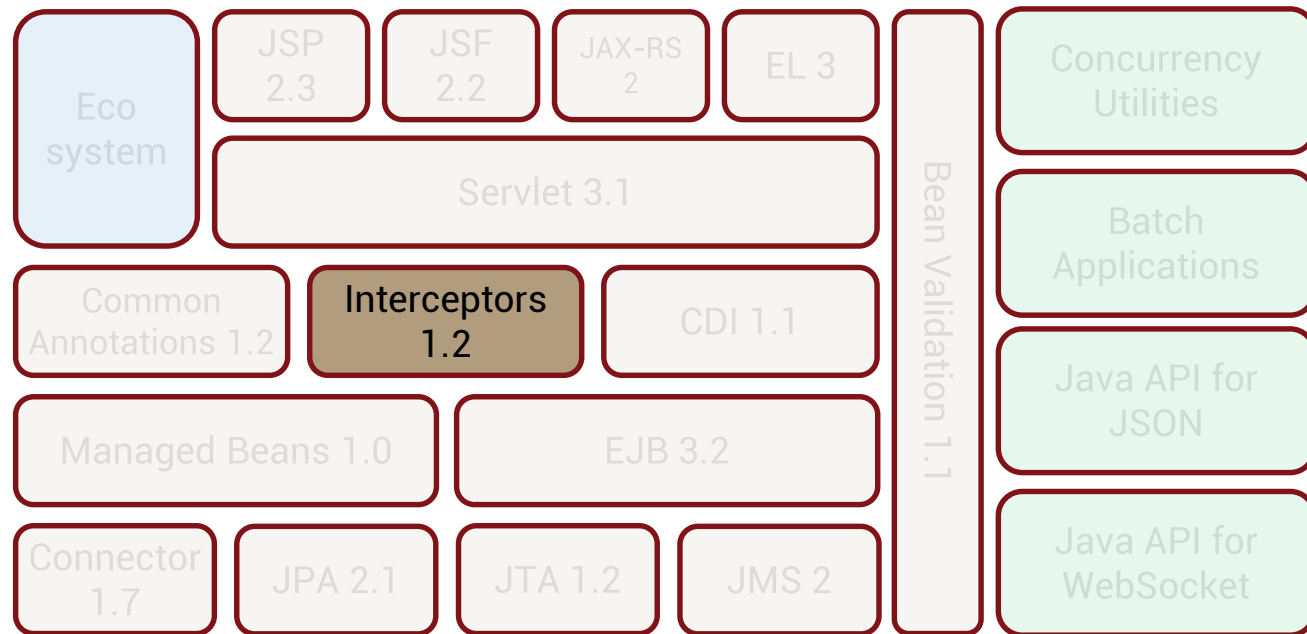 Eco
system
JSP
2.3
JSF
2.2
JAX-RS
2
EL 3
Servlet 3.1
Common
Annotations 1.2
Interceptors
1.2
CDI 1.1
Managed Beans 1.0
EJB 3.2
Connector
1.7
JPA 2.1
JTA 1.2
JMS 2
Bean Validation 1.1
Concurrency
Utilities
Batch
Applications
Java API for
JSON
Java API for
WebSocket